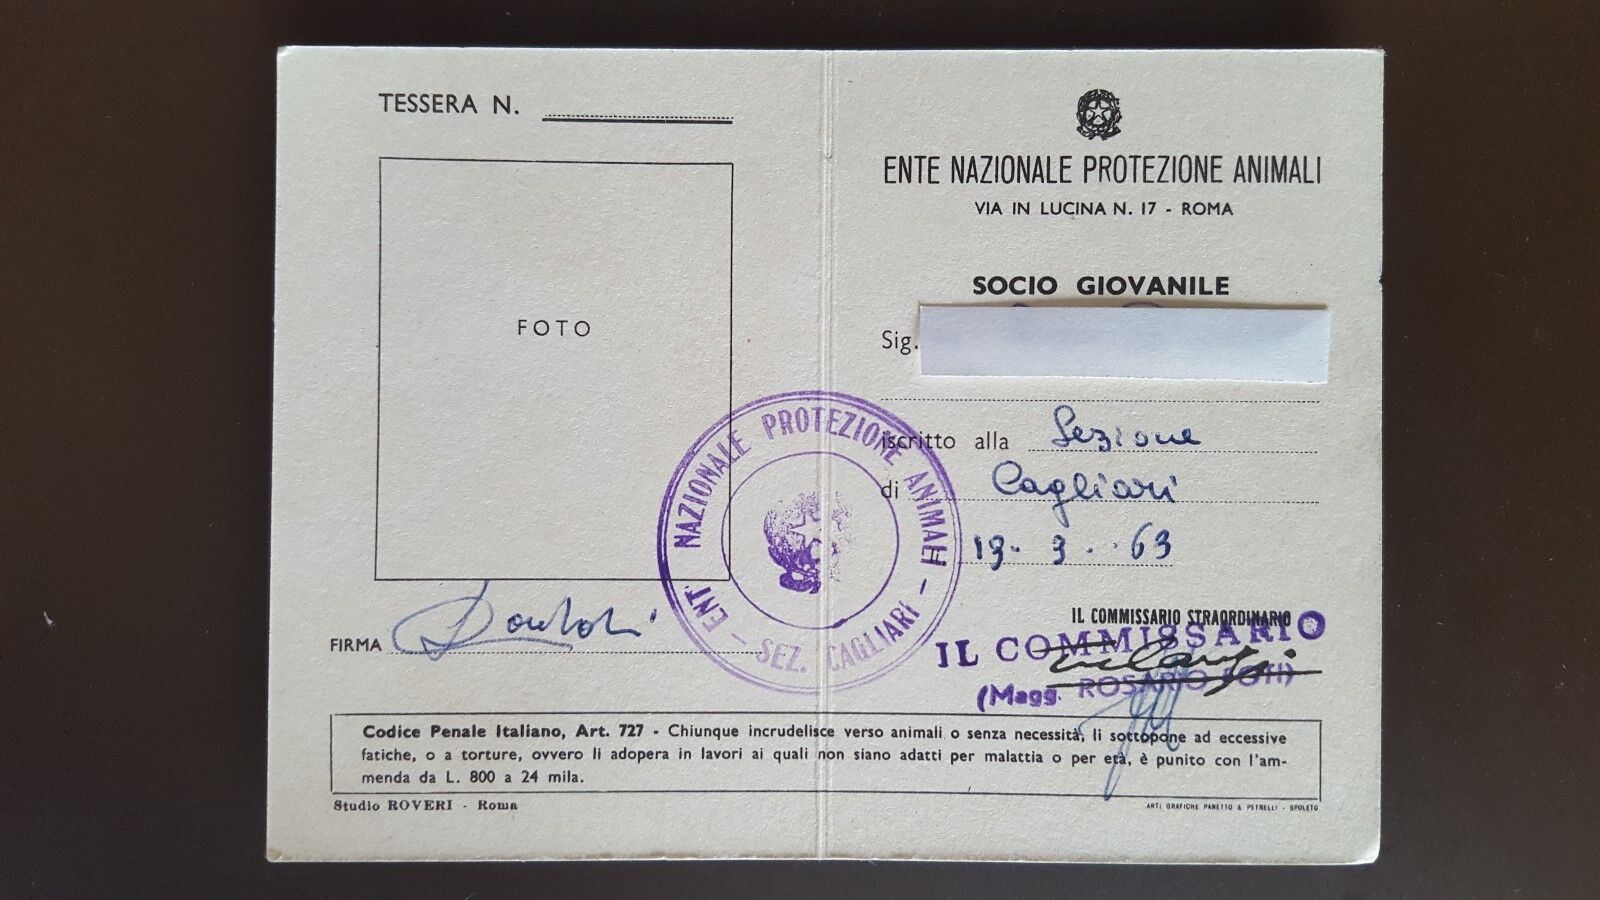 TESSERA N.
FOTO
FIRMA
ENTE NAZIONALE PROTEZIONE ANIMALI
VIA IN LUCINA N. 17 - ROMA
SOCIO GIOVANILE
Sig.
iscritto alla Sezione
di Cagliari
19-3-63
IL COMMISSARIO STRAORDINARIO
IL COMMISSARIO
(Magg. ROSARIO FOTI)
ENTE NAZIONALE PROTEZIONE ANIMALI
- SEZ. CAGLIARI -
Codice Penale Italiano, Art. 727 - Chiunque incrudelisce verso animali o senza necessità, li sottopone ad eccessive
fatiche, o a torture, ovvero li adopera in lavori ai quali non siano adatti per malattia o per età, è punito con l'am-
menda da L. 800 a 24 mila.
Studio ROVERI - Roma
ARTI GRAFICHE PANETTO & PETRELLI - SPOLETO